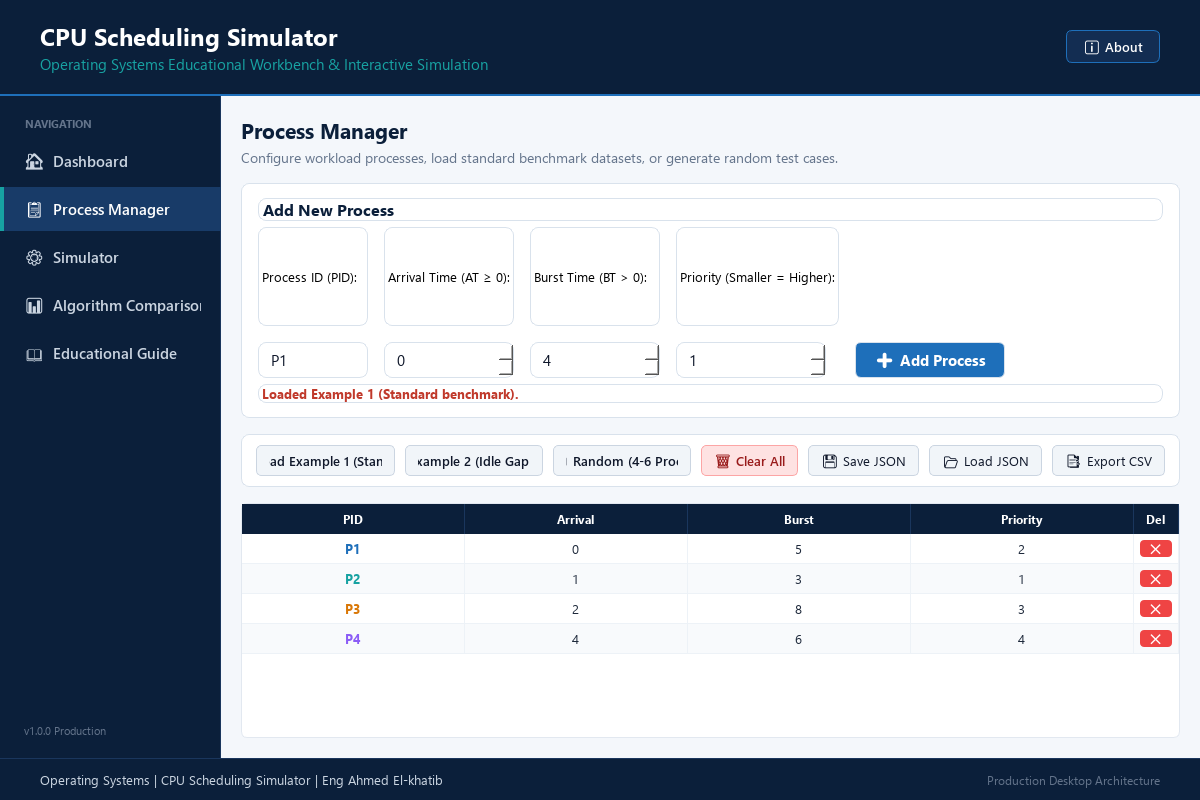 CPU Scheduling Simulator
Operating Systems Educational Workbench & Interactive Simulation
About
NAVIGATION
Dashboard
Process Manager
Simulator
Algorithm Comparison
Educational Guide
v1.0.0 Production
Process Manager
Configure workload processes, load standard benchmark datasets, or generate random test cases.
Add New Process
Process ID (PID): Arrival Time (AT ≥ 0): Burst Time (BT > 0): Priority (Smaller = Higher):
P1 0 4 1 Add Process
Loaded Example 1 (Standard benchmark).
ad Example 1 (Stan xample 2 (Idle Gap Random (4-6 Proc Clear All Save JSON Load JSON Export CSV
PID Arrival Burst Priority Del
P1 0 5 2
P2 1 3 1
P3 2 8 3
P4 4 6 4
Operating Systems | CPU Scheduling Simulator | Eng Ahmed El-khatib
Production Desktop Architecture